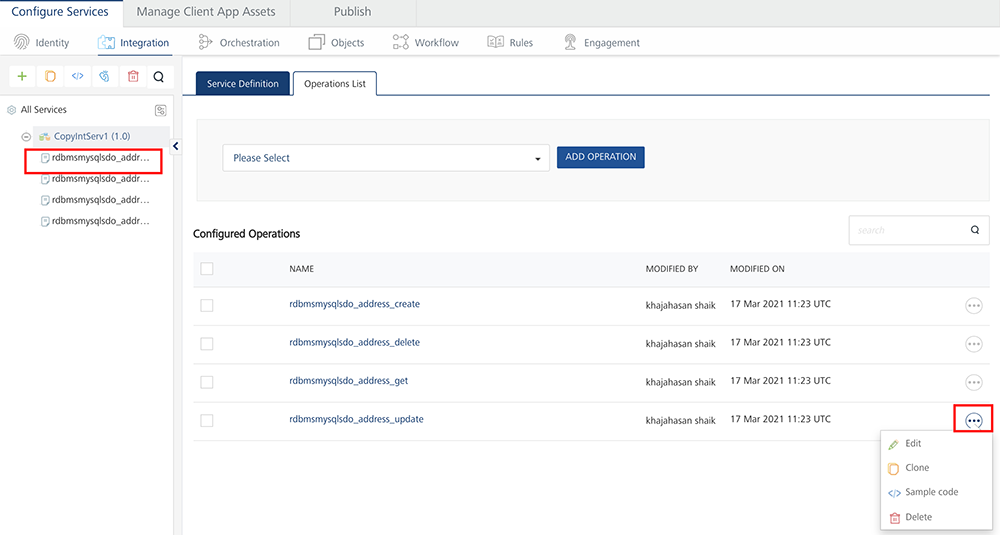 Configure Services Manage Client App Assets Publish
Identity Integration Orchestration Objects Workflow Rules Engagement
All Services
CopyIntServ1 (1.0)
rdbmsmysqlsdo_addr...
rdbmsmysqlsdo_addr...
rdbmsmysqlsdo_addr...
rdbmsmysqlsdo_addr...
Service Definition Operations List
Please Select ADD OPERATION
Configured Operations search
NAME MODIFIED BY MODIFIED ON
rdbmsmysqlsdo_address_create khajahasan shaik 17 Mar 2021 11:23 UTC
rdbmsmysqlsdo_address_delete khajahasan shaik 17 Mar 2021 11:23 UTC
rdbmsmysqlsdo_address_get khajahasan shaik 17 Mar 2021 11:23 UTC
rdbmsmysqlsdo_address_update khajahasan shaik 17 Mar 2021 11:23 UTC
Edit
Clone
Sample code
Delete